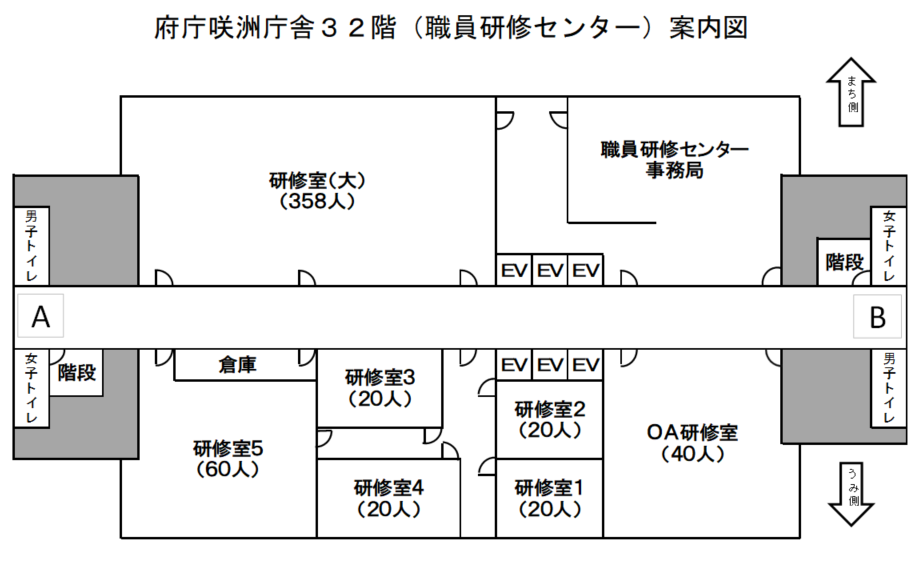 府庁咲洲庁舎３２階（職員研修センター）案内図
まち側
研修室(大)
(358人)
職員研修センター
事務局
男子トイレ
女子トイレ
階段
EV
EV
EV
A
B
女子トイレ
階段
倉庫
研修室3
(20人)
EV
EV
EV
男子トイレ
研修室2
(20人)
研修室5
(60人)
OA研修室
(40人)
研修室4
(20人)
研修室1
(20人)
うみ側